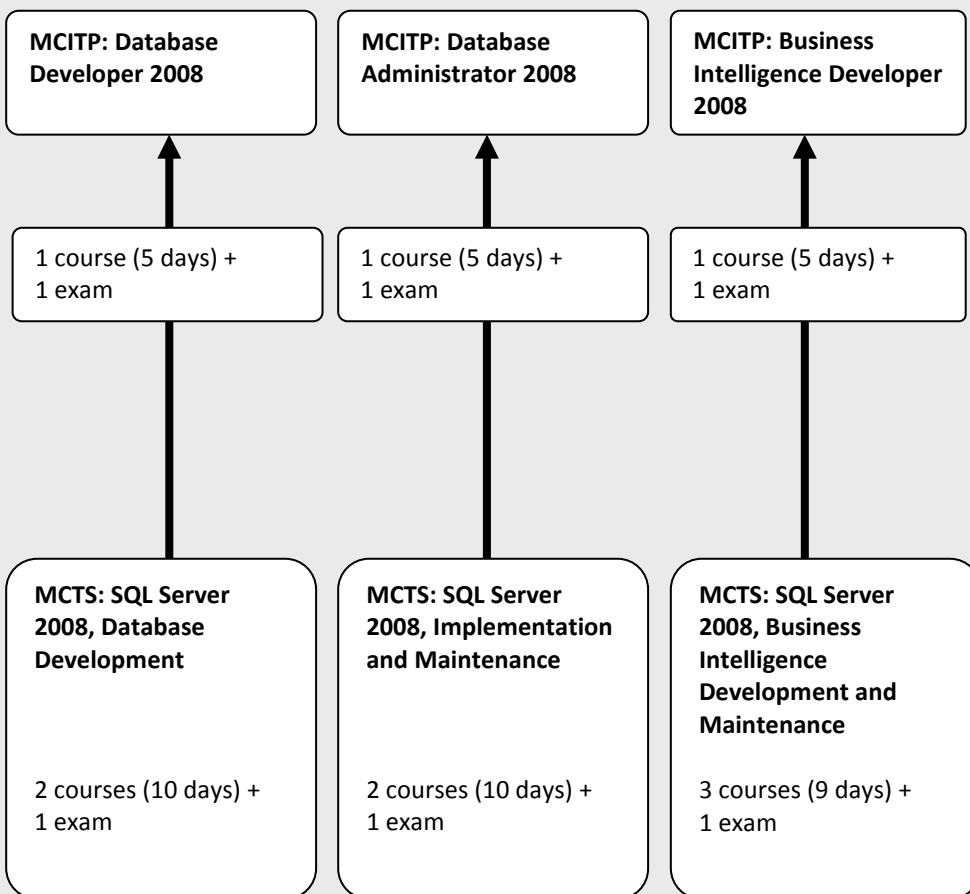 MCITP: Database
Developer 2008
MCITP: Database
Administrator 2008
MCITP: Business
Intelligence Developer
2008
1 course (5 days) +
1 exam
1 course (5 days) +
1 exam
1 course (5 days) +
1 exam
MCTS: SQL Server
2008, Database
Development
2 courses (10 days) +
1 exam
MCTS: SQL Server
2008, Implementation
and Maintenance
2 courses (10 days) +
1 exam
MCTS: SQL Server
2008, Business
Intelligence
Development and
Maintenance
3 courses (9 days) +
1 exam